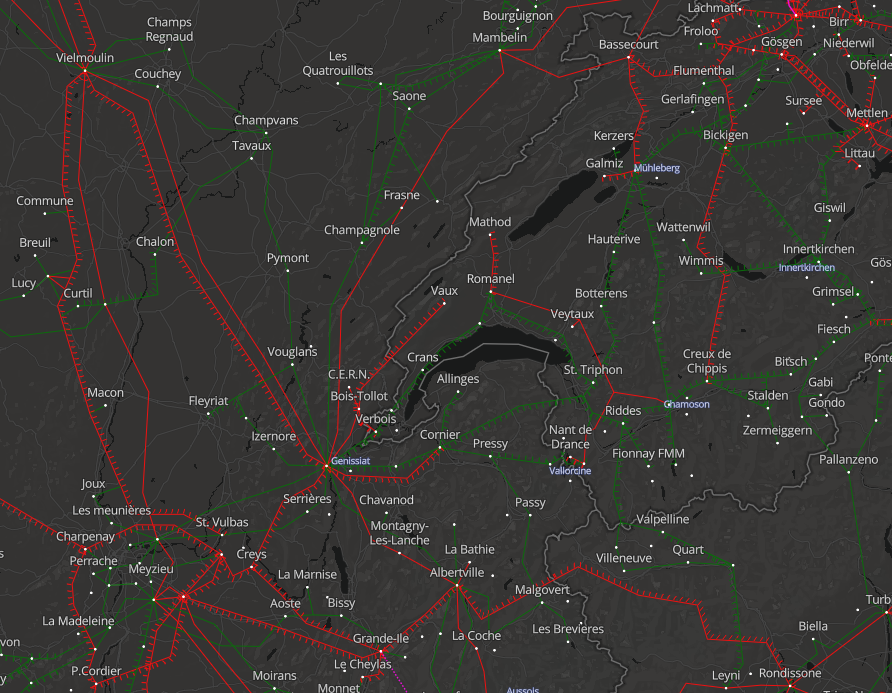 Champs
Regnaud
Bourguignon
Lachmatt
Birr
Mambelin
Froloo
Bassecourt
Gösgen
Niederwil
Vielmoulin
Les
Quatrouillots
Couchey
Flumenthal
Obfelde
Saone
Gerlafingen
Sursee
Champvans
Mettlen
Kerzers
Bickigen
Tavaux
Galmiz
Mühleberg
Littau
Commune
Frasne
Giswil
Champagnole
Mathod
Wattenwil
Breuil
Chalon
Hauterive
Innertkirchen
Pymont
Wimmis
Innertkirchen
Gös
Lucy
Curtil
Vaux
Romanel
Botterens
Grimsel
Veytaux
Fiesch
Vouglans
Crans
Creux de
Chippis
Bitsch
Ponte
C.E.R.N.
Allinges
St. Triphon
Gabi
Macon
Fleyriat
Bois-Tollot
Stalden
Gondo
Verbois
Riddes
Chamoson
Izernore
Cornier
Pressy
Nant de
Drance
Zermeiggern
Genissiat
Vallorcine
Fionnay FMM
Pallanzeno
Joux
Serrières
Chavanod
Passy
Les meunières
St. Vulbas
Montagny-
Les-Lanche
Valpelline
Charpenay
La Bathie
Quart
s
Perrache
Creys
Villeneuve
Meyzieu
La Marnise
Albertville
Malgovert
Aoste
Bissy
Turb
La Madeleine
Biella
von
Grande-Ile
La Coche
Les Brevieres
P.Cordier
Le Cheylas
Leyni
Rondissone
y
Moirans
Monnet
Aussois